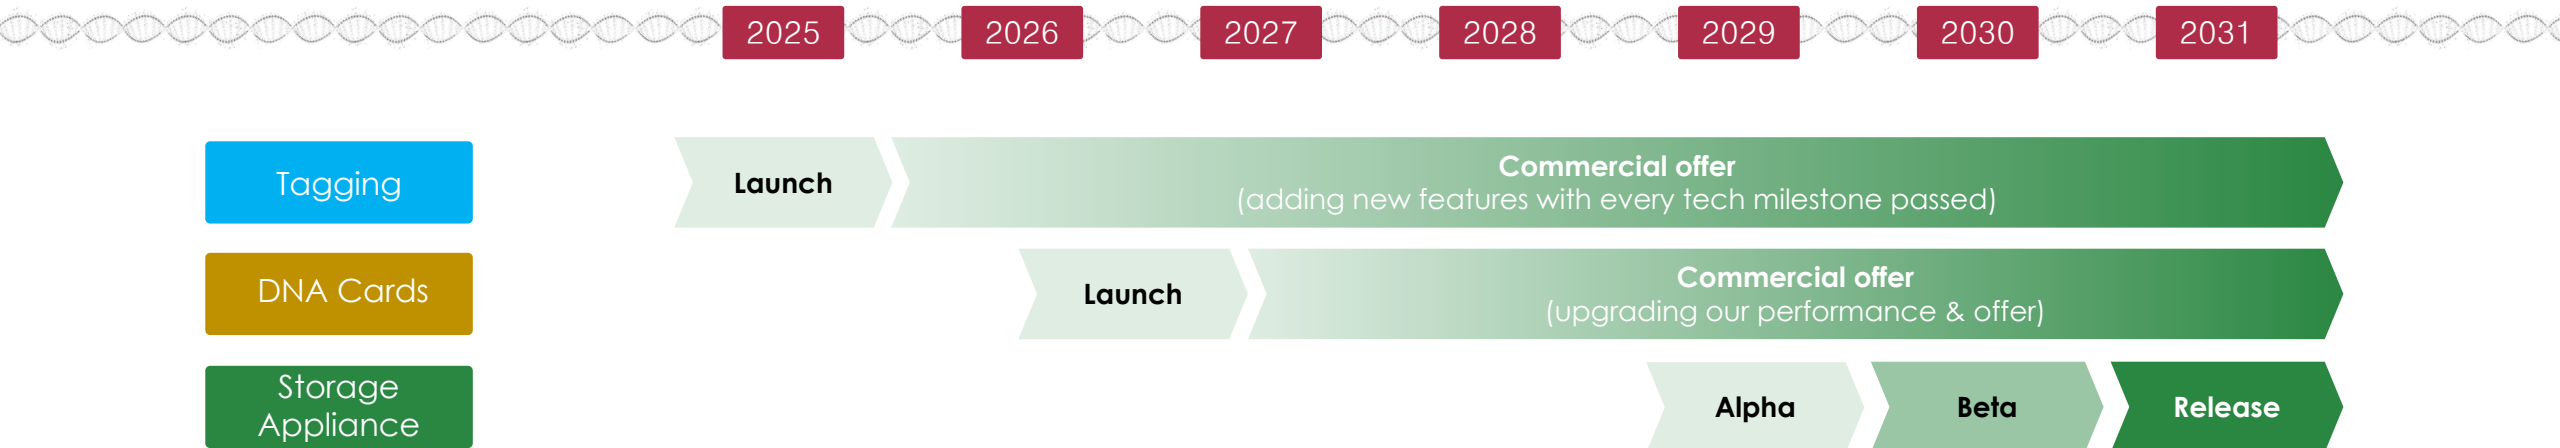 2025 2026 2027 2028 2029 2030 2031
Tagging
Launch
Commercial offer
(adding new features with every tech milestone passed)
DNA Cards
Launch
Commercial offer
(upgrading our performance & offer)
Storage
Appliance
Alpha
Beta
Release